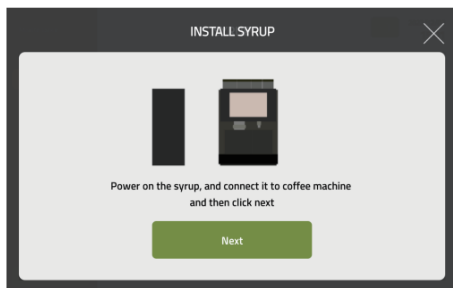 INSTALL SYRUP
Power on the syrup, and connect it to coffee machine
and then click next
Next